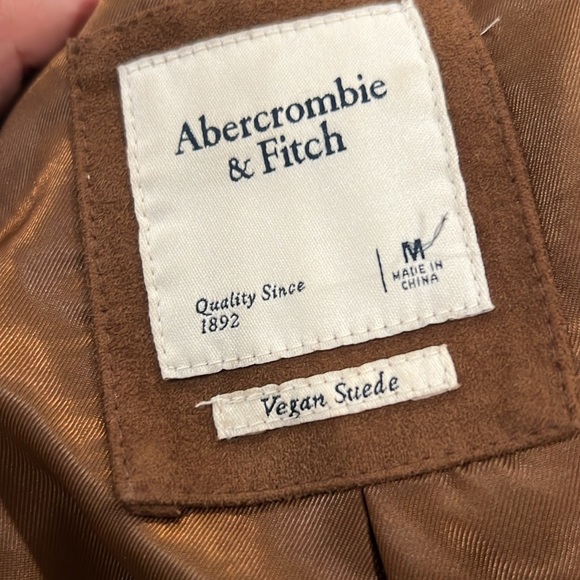 Abercrombie
& Fitch
Quality Since
1892
M
MADE IN
CHINA
Vegan Suede